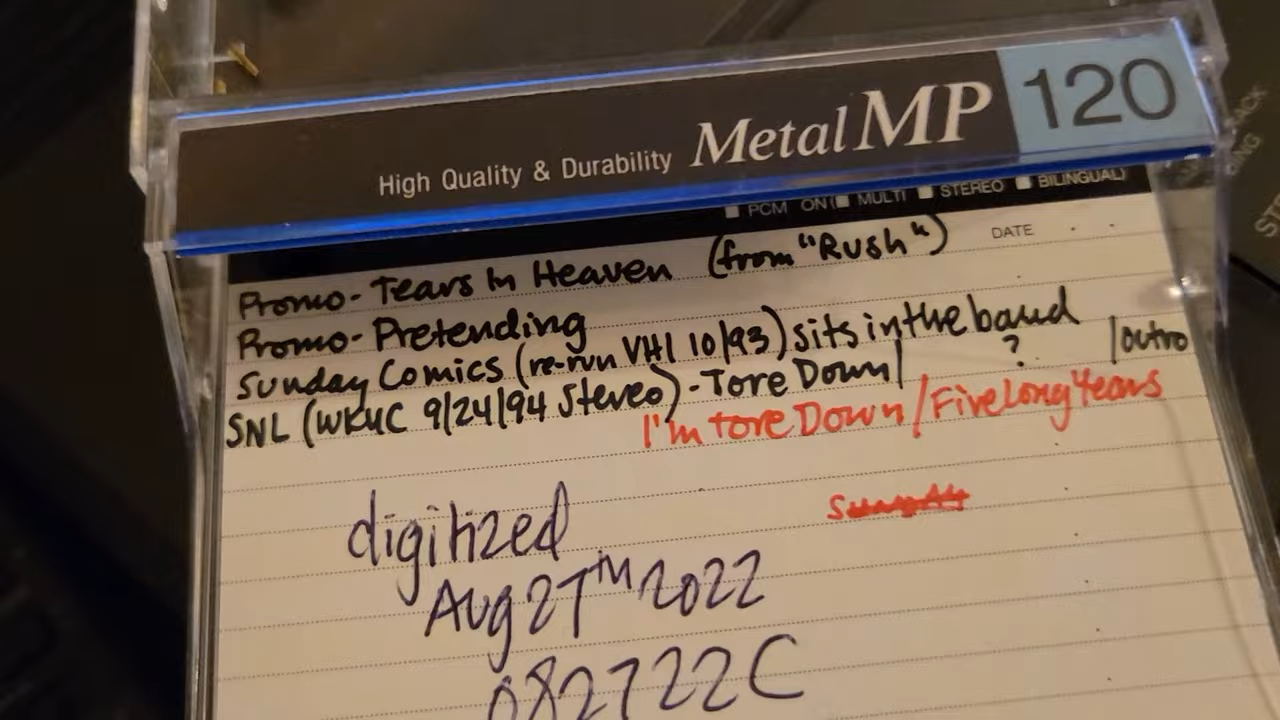 High Quality & Durability Metal MP 120
PCM ON( MULTI STEREO BILINGUAL)
DATE
Promo- Tears In Heaven (from "Rush")
Promo- Pretending
Sunday Comics (re-run VH1 10/93) sits in the band
SNL (WKYC 9/24/94 Stereo) - Tore Down/ ? /outro
I'm tore Down / Five Long Years
digitized
Aug 27TH 2022
082722C